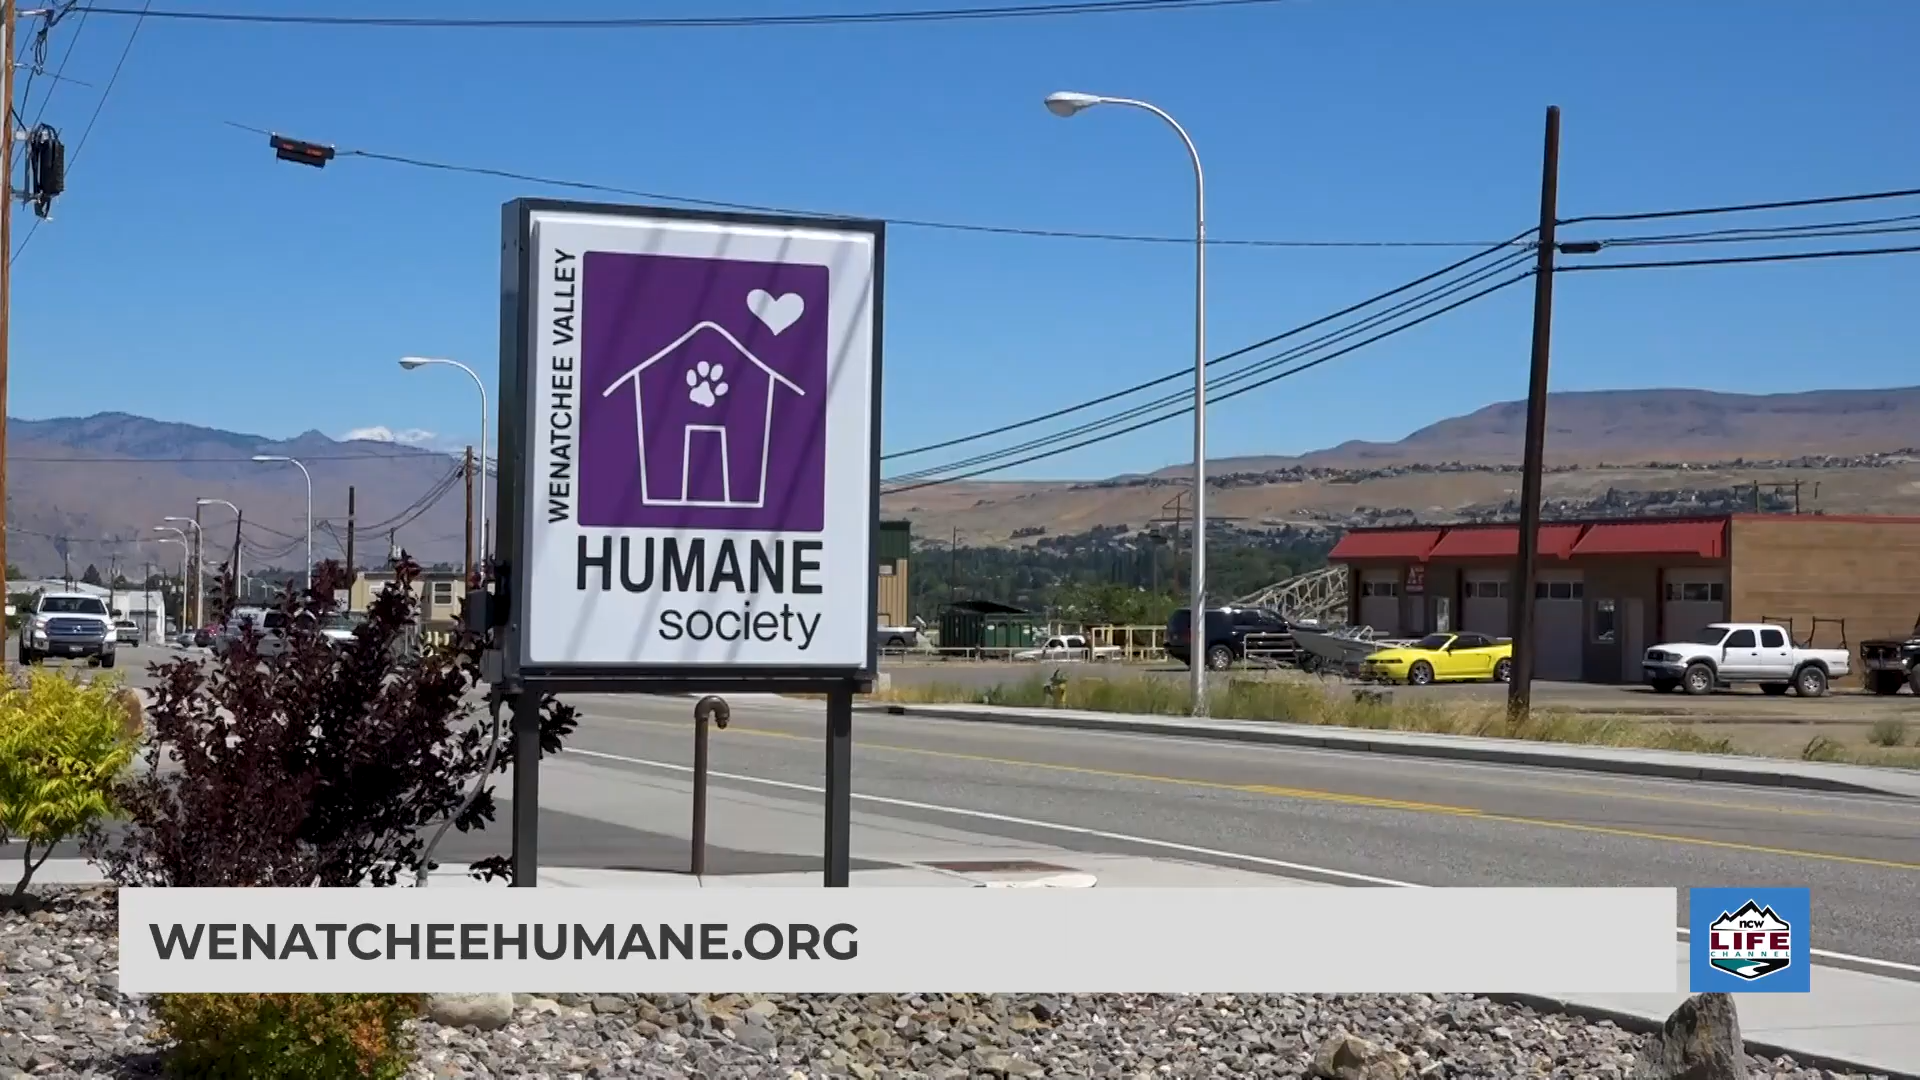 WENATCHEE VALLEY
HUMANE
society
WENATCHEEHUMANE.ORG
ncw
LIFE
CHANNEL